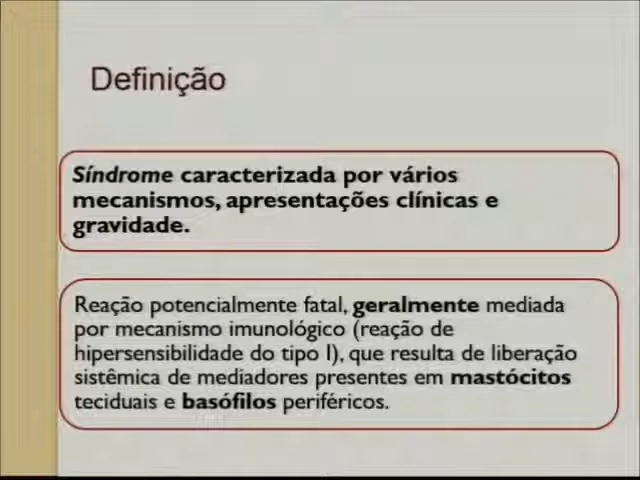 Definição
Síndrome caracterizada por vários
mecanismos, apresentações clínicas e
gravidade.
Reação potencialmente fatal, geralmente mediada
por mecanismo imunológico (reação de
hipersensibilidade do tipo I), que resulta de liberação
sistêmica de mediadores presentes em mastócitos
teciduais e basófilos periféricos.